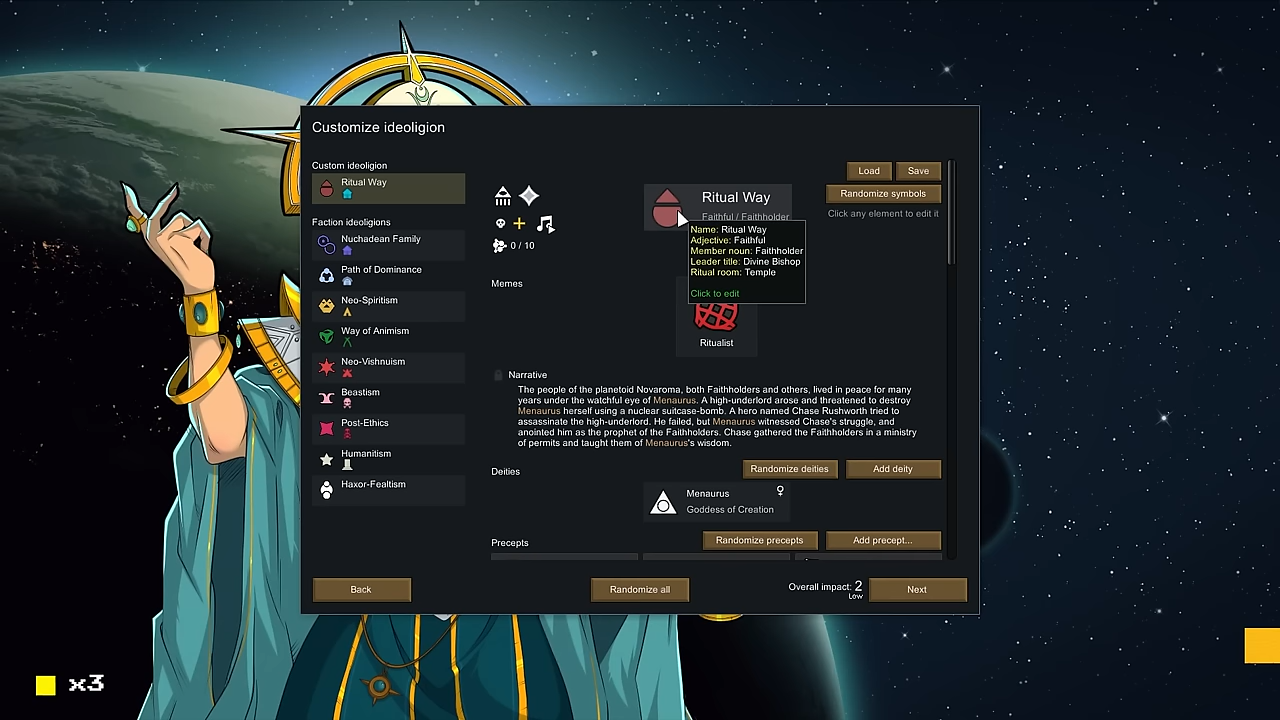 Customize ideoligion
Custom ideoligion
Ritual Way
Faction ideoligions
Nuchadean Family
Path of Dominance
Neo-Spiritism
Way of Animism
Neo-Vishnuism
Beastism
Post-Ethics
Humanitism
Haxor-Fealtism
0 / 10
Ritual Way
Faithful / Faithholder
Load
Save
Randomize symbols
Click any element to edit it
Name: Ritual Way
Adjective: Faithful
Member noun: Faithholder
Leader title: Divine Bishop
Ritual room: Temple
Click to edit
Memes
Ritualist
Narrative
The people of the planetoid Novaroma, both Faithholders and others, lived in peace for many
years under the watchful eye of Menaurus. A high-underlord arose and threatened to destroy
Menaurus herself using a nuclear suitcase-bomb. A hero named Chase Rushworth tried to
assassinate the high-underlord. He failed, but Menaurus witnessed Chase's struggle, and
anointed him as the prophet of the Faithholders. Chase gathered the Faithholders in a ministry
of permits and taught them of Menaurus's wisdom.
Deities
Randomize deities
Add deity
Menaurus
Goddess of Creation
Precepts
Randomize precepts
Add precept...
Back
Randomize all
Overall impact: 2
Low
Next
x3